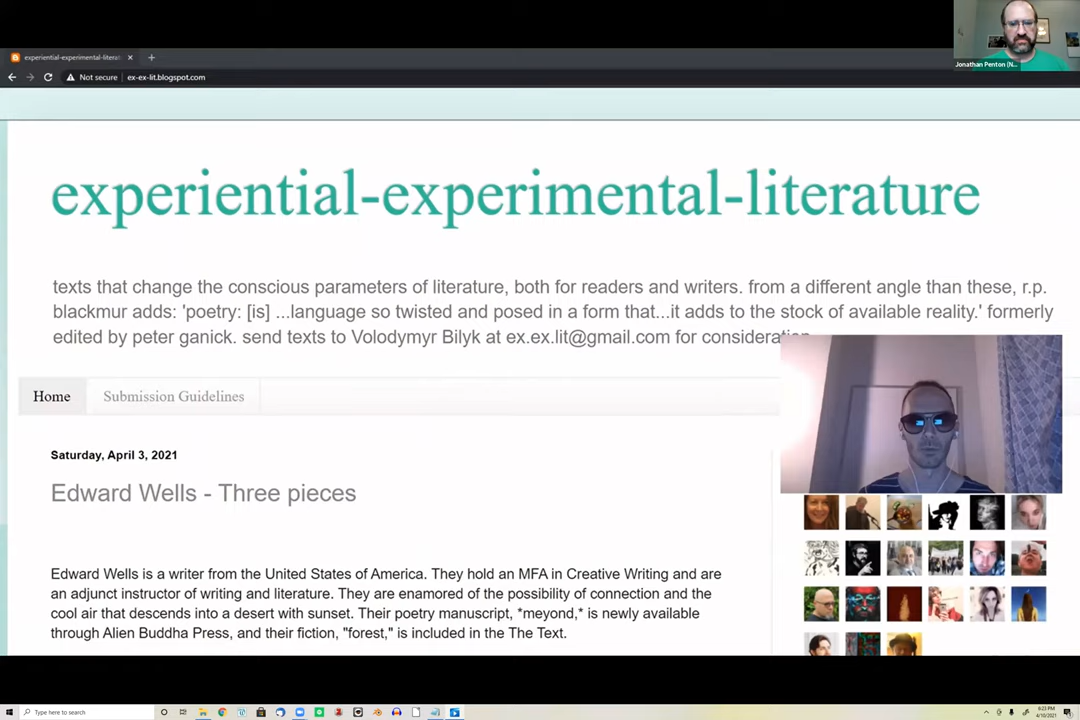 Jonathan Penton (N...
experiential-experimental-literat
Not secure | ex-ex-lit.blogspot.com
experiential-experimental-literature
texts that change the conscious parameters of literature, both for readers and writers. from a different angle than these, r.p.
blackmur adds: 'poetry: [is] ...language so twisted and posed in a form that...it adds to the stock of available reality.' formerly
edited by peter ganick. send texts to Volodymyr Bilyk at ex.ex.lit@gmail.com for consideration
Home
Submission Guidelines
Saturday, April 3, 2021
Edward Wells - Three pieces
Edward Wells is a writer from the United States of America. They hold an MFA in Creative Writing and are
an adjunct instructor of writing and literature. They are enamored of the possibility of connection and the
cool air that descends into a desert with sunset. Their poetry manuscript, *meyond,* is newly available
through Alien Buddha Press, and their fiction, "forest," is included in the The Text.
Type here to search
6:23 PM
4/10/2021